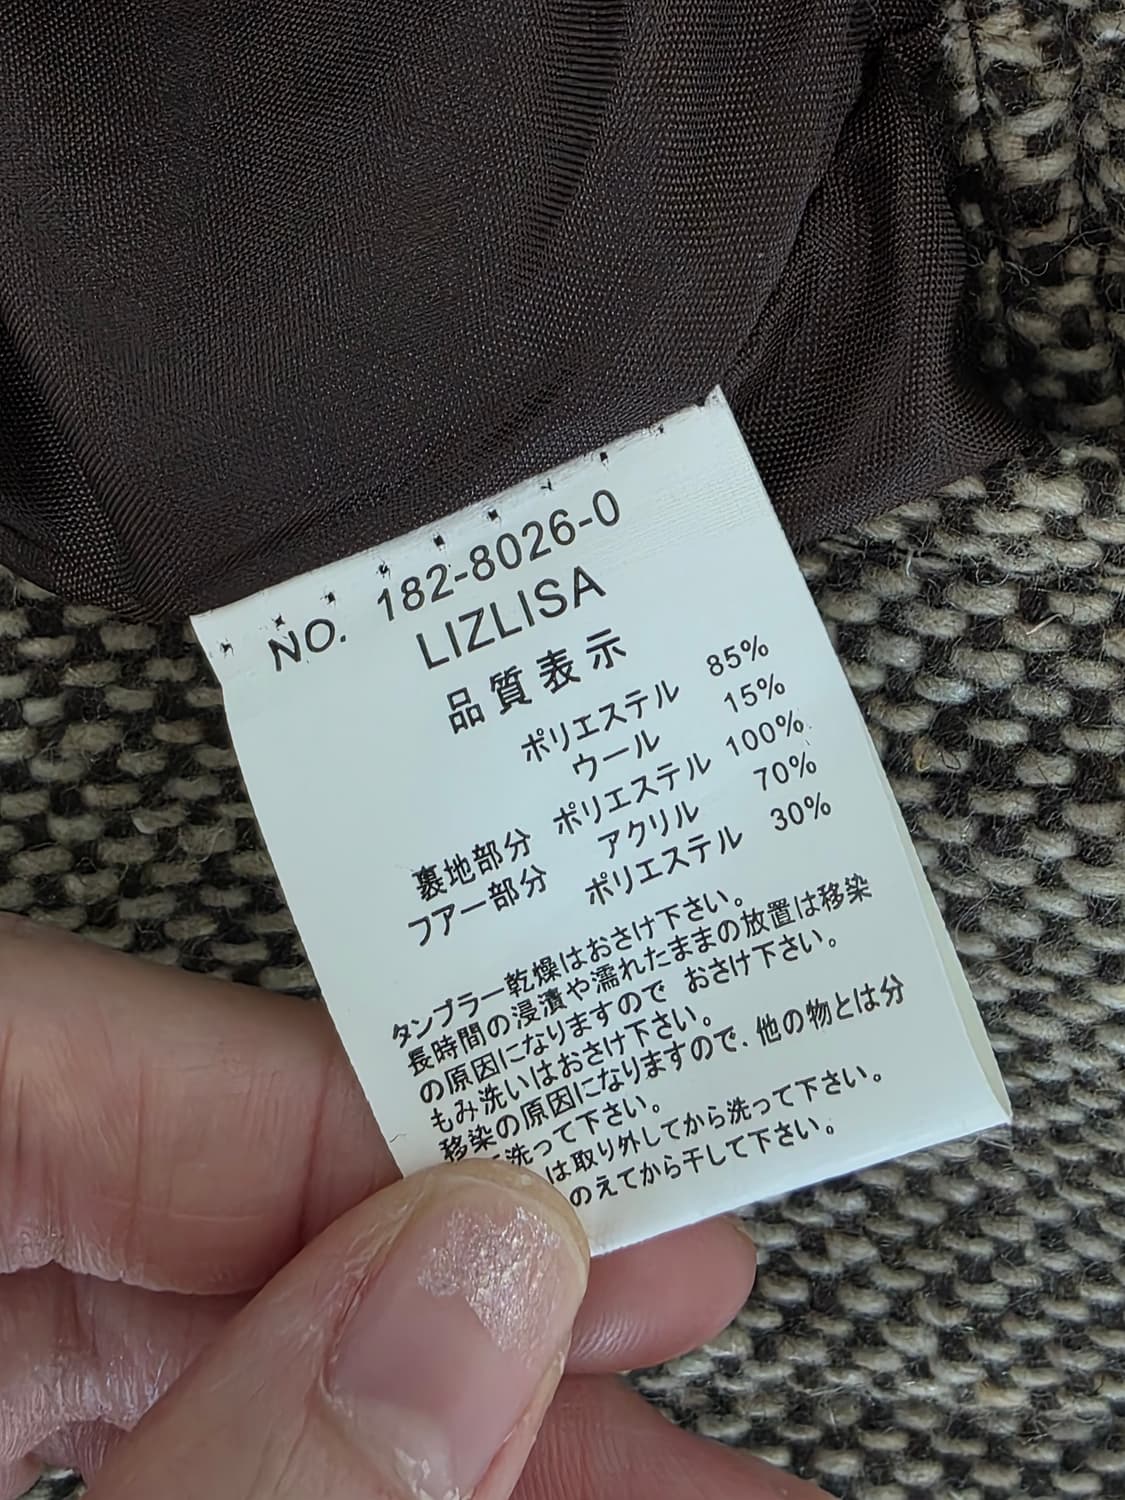 NO. 182-8026-0
LIZLISA
品質表示
ポリエステル 85%
ウール 15%
裏地部分 ポリエステル 100%
フアー部分 アクリル 70%
ポリエステル 30%
タンブラー乾燥はおさけ下さい。
長時間の浸漬や濡れたままの放置は移染
の原因になりますので おさけ下さい。
もみ洗いはおさけ下さい。
移染の原因になりますので、他の物とは分
洗って下さい。
は取り外してから洗って下さい。
のえてから干して下さい。